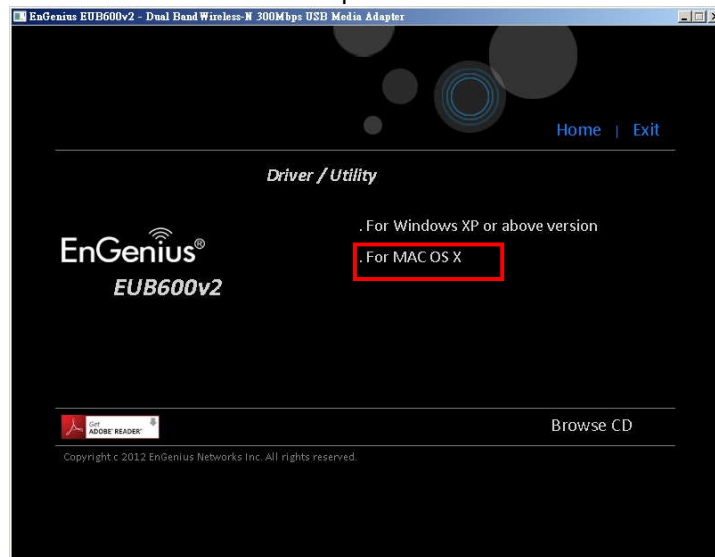 EnGenius EUB600v2 - Dual Band Wireless-N 300Mbps USB Media Adapter
Home | Exit
Driver / Utility
. For Windows XP or above version
. For MAC OS X
EnGenius®
EUB600v2
Get
ADOBE® READER®
Browse CD
Copyright c 2012 EnGenius Networks Inc. All rights reserved.